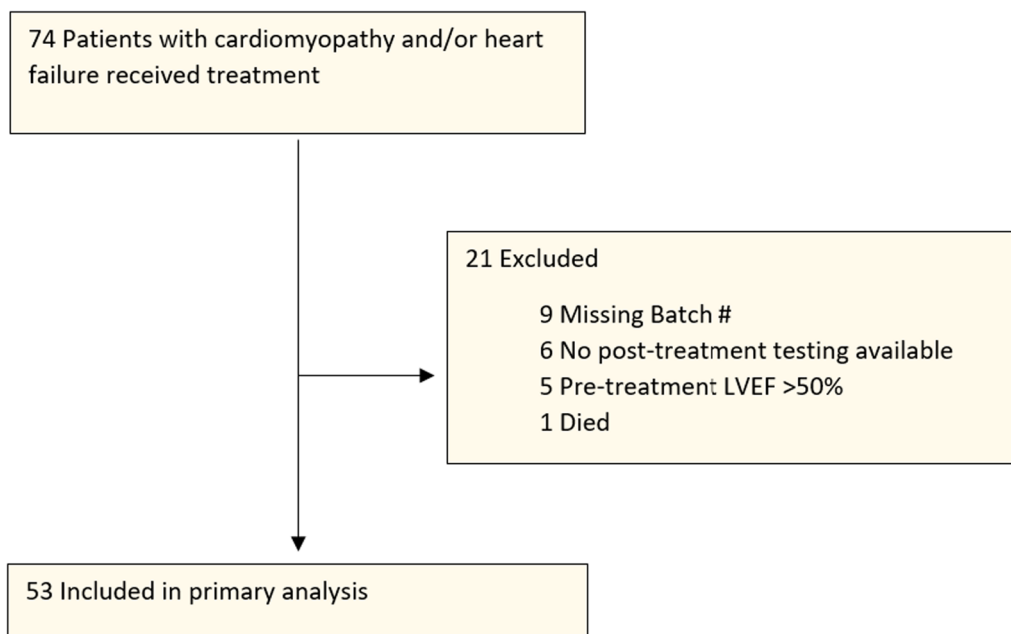 74 Patients with cardiomyopathy and/or heart
failure received treatment
21 Excluded
9 Missing Batch #
6 No post-treatment testing available
5 Pre-treatment LVEF >50%
1 Died
53 Included in primary analysis